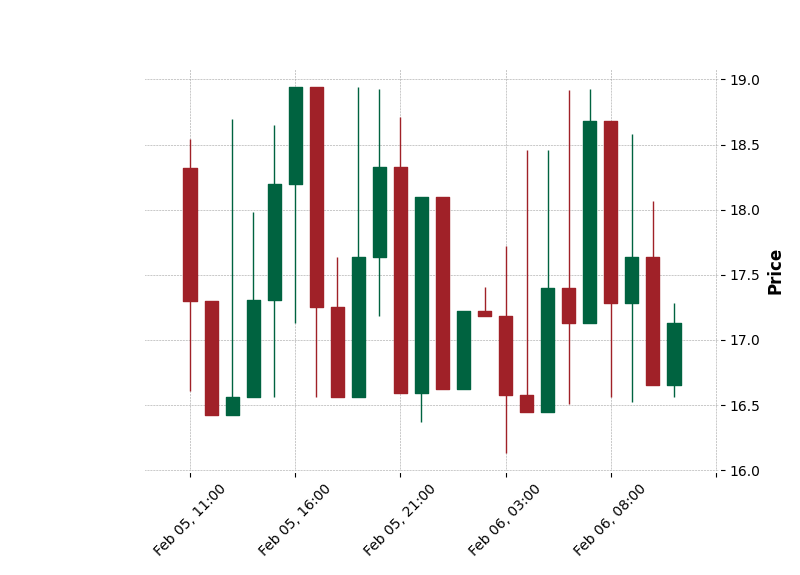 19.0
18.5
18.0
17.5
17.0
16.5
16.0
Price
Feb 05, 11:00
Feb 05, 16:00
Feb 05, 21:00
Feb 06, 03:00
Feb 06, 08:00